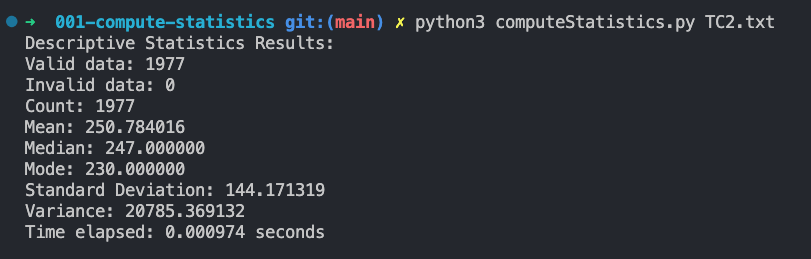 ➜  001-compute-statistics git:(main) ✗ python3 computeStatistics.py TC2.txt
Descriptive Statistics Results:
Valid data: 1977
Invalid data: 0
Count: 1977
Mean: 250.784016
Median: 247.000000
Mode: 230.000000
Standard Deviation: 144.171319
Variance: 20785.369132
Time elapsed: 0.000974 seconds